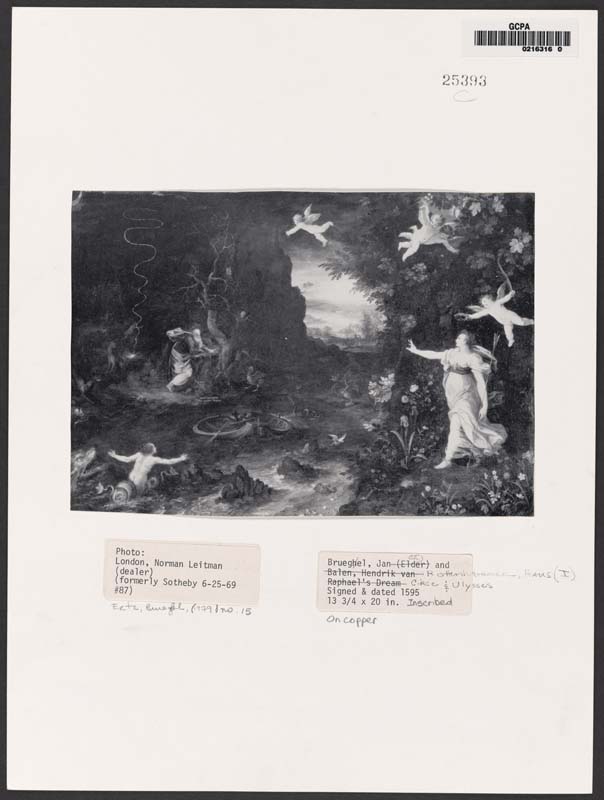 GCPA
0216316 0
25393
C
Photo:
London, Norman Leitman
(dealer)
(formerly Sotheby 6-25-69
#87)
Ertz, Brueghel, (1979) no. 15
Brueghel, Jan (Elder) (I) and
Balen, Hendrik van Rottenhammer, Hans (I)
Raphael's Dream Circe & Ulysses
Signed & dated 1595
13 3/4 x 20 in. Inscribed
On copper